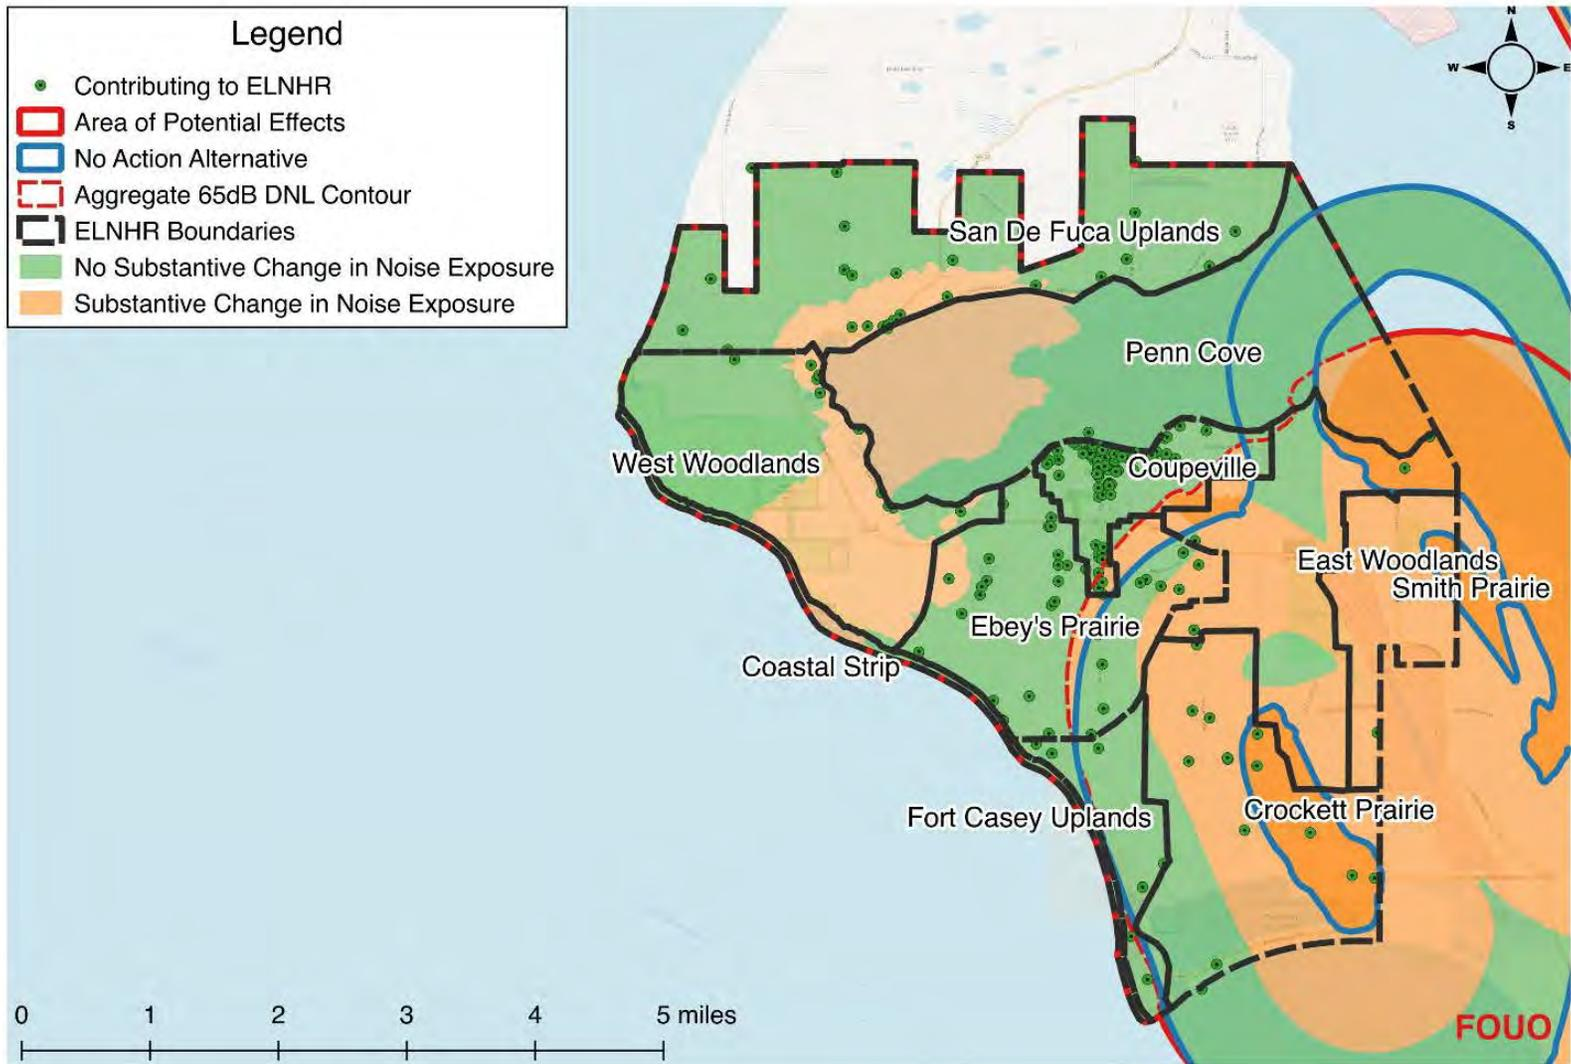 Legend
Contributing to ELNHR
Area of Potential Effects
No Action Alternative
Aggregate 65dB DNL Contour
ELNHR Boundaries
No Substantive Change in Noise Exposure
Substantive Change in Noise Exposure
N
W
E
S
San De Fuca Uplands
Penn Cove
West Woodlands
Coupeville
East Woodlands
Smith Prairie
Ebey's Prairie
Coastal Strip
Fort Casey Uplands
Crockett Prairie
0 1 2 3 4 5 miles
FOUO